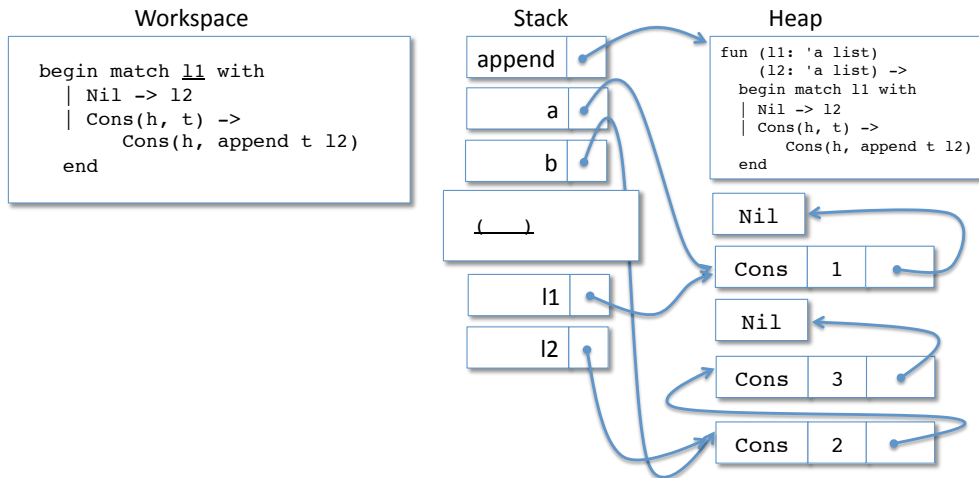 Workspace
begin match l1 with
| Nil -> l2
| Cons(h, t) ->
Cons(h, append t l2)
end
Stack
append
a
b
(    )
l1
l2
Heap
fun (l1: 'a list)
(l2: 'a list) ->
begin match l1 with
| Nil -> l2
| Cons(h, t) ->
Cons(h, append t l2)
end
Nil
Cons 1
Nil
Cons 3
Cons 2